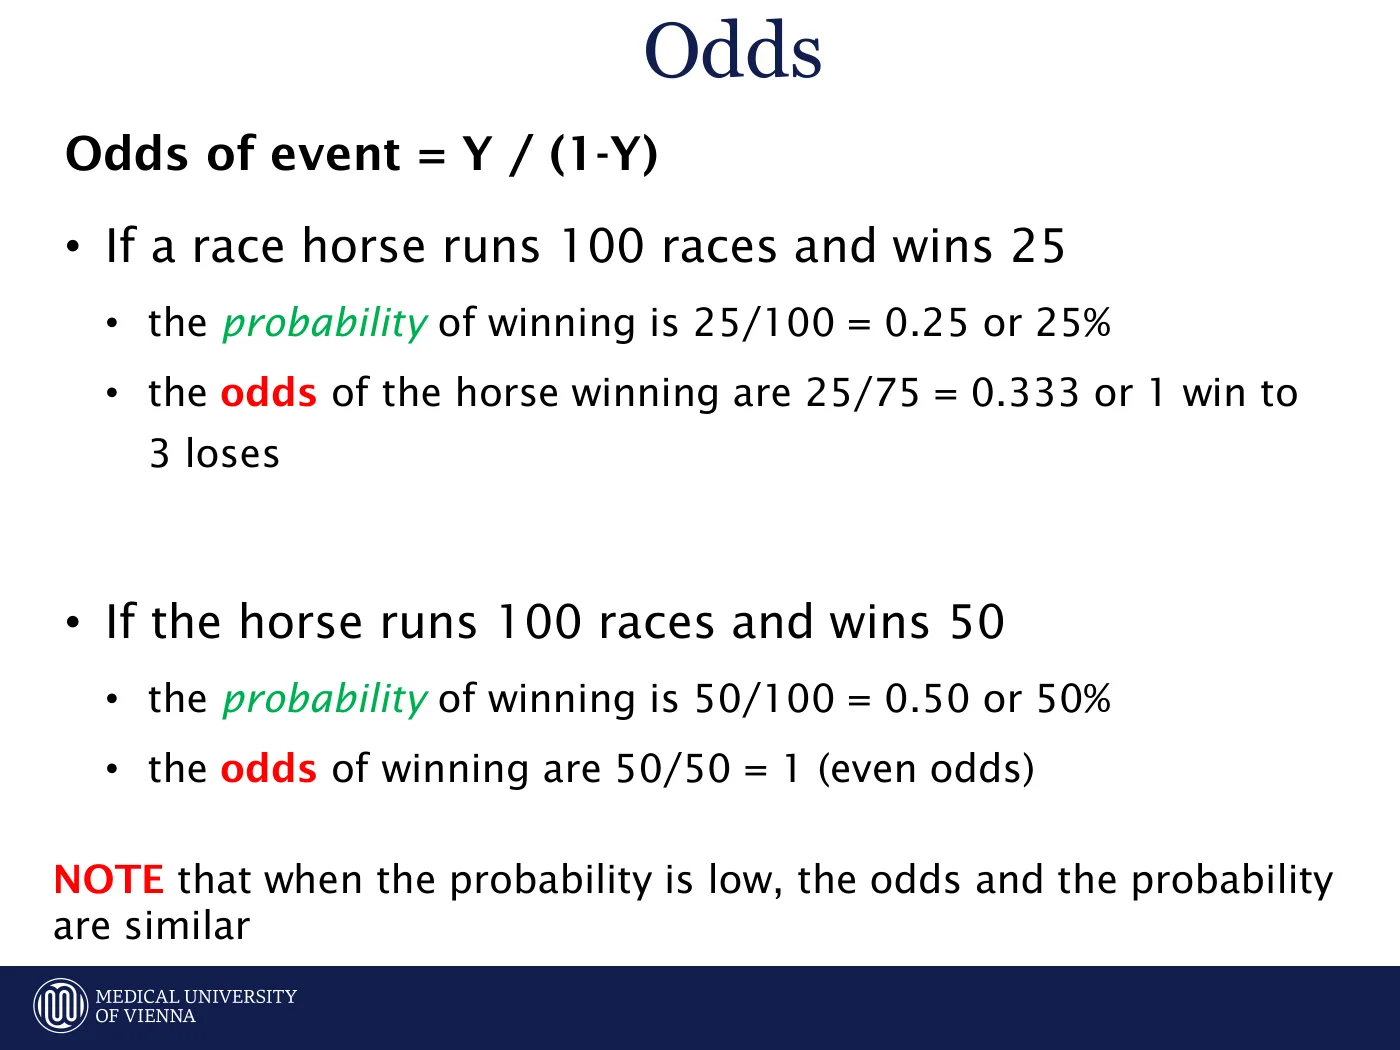 Odds
Odds of event = Y / (1-Y)
• If a race horse runs 100 races and wins 25
• the probability of winning is 25/100 = 0.25 or 25%
• the odds of the horse winning are 25/75 = 0.333 or 1 win to
3 loses
• If the horse runs 100 races and wins 50
• the probability of winning is 50/100 = 0.50 or 50%
• the odds of winning are 50/50 = 1 (even odds)
NOTE that when the probability is low, the odds and the probability
are similar
MEDICAL UNIVERSITY
OF VIENNA